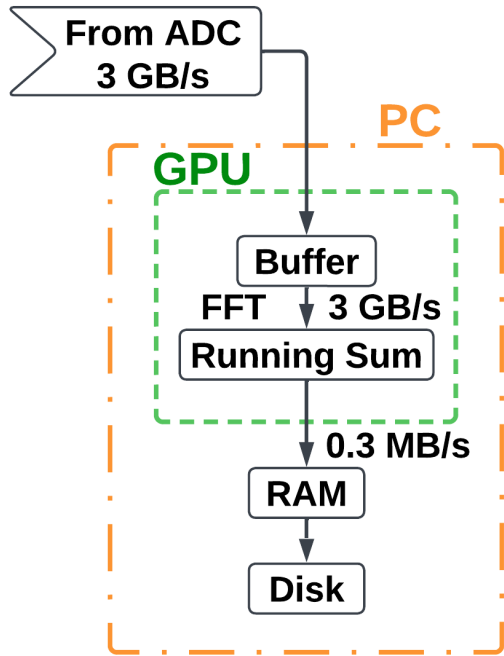 From ADC
3 GB/s
PC
GPU
Buffer
FFT 3 GB/s
Running Sum
0.3 MB/s
RAM
Disk